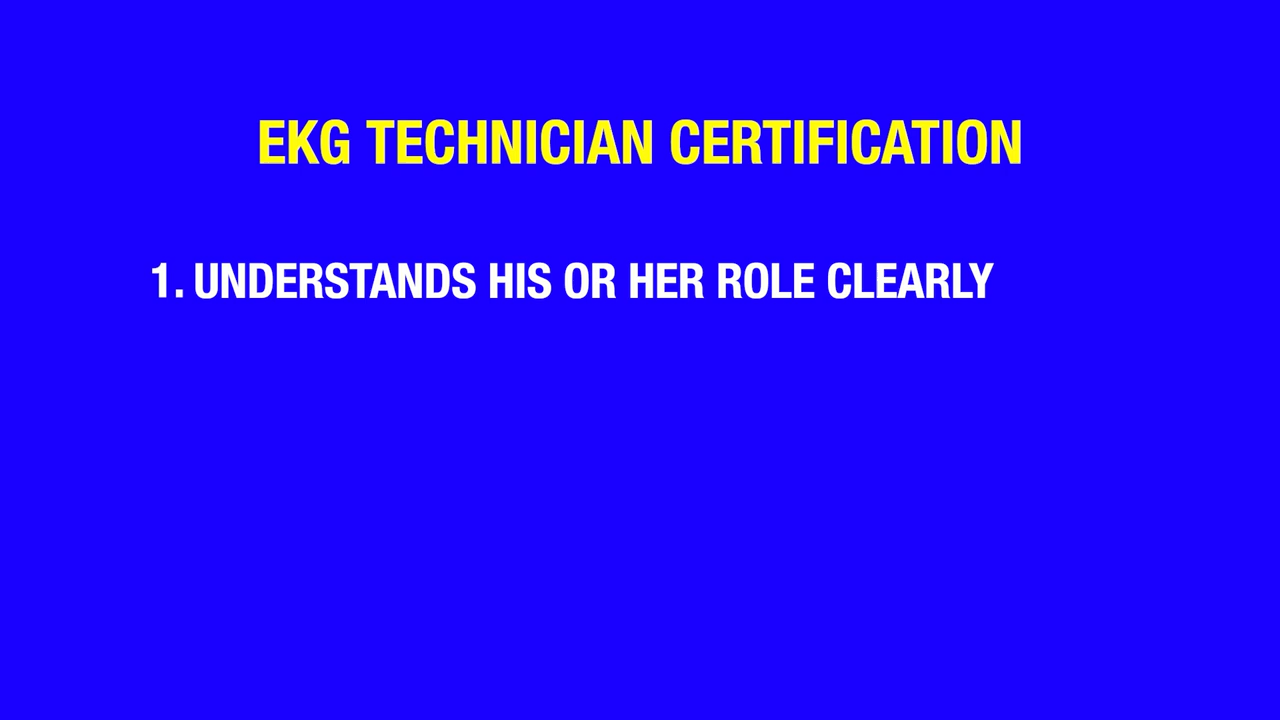 EKG TECHNICIAN CERTIFICATION
1. UNDERSTANDS HIS OR HER ROLE CLEARLY